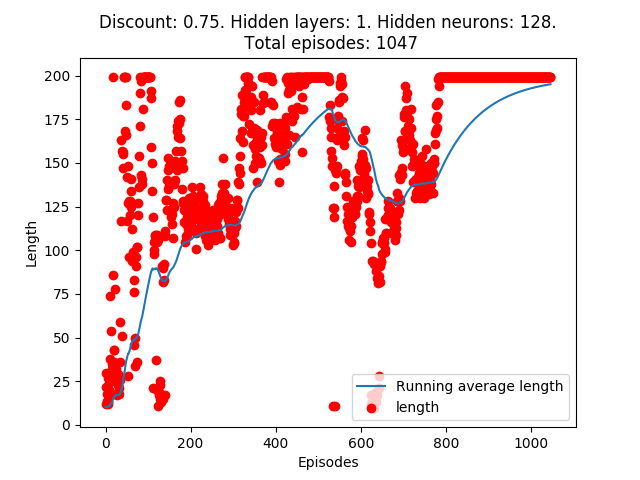 Discount: 0.75. Hidden layers: 1. Hidden neurons: 128.
Total episodes: 1047
200
175
150
125
100
75
50
25
0
Length
Running average length
length
0 200 400 600 800 1000
Episodes